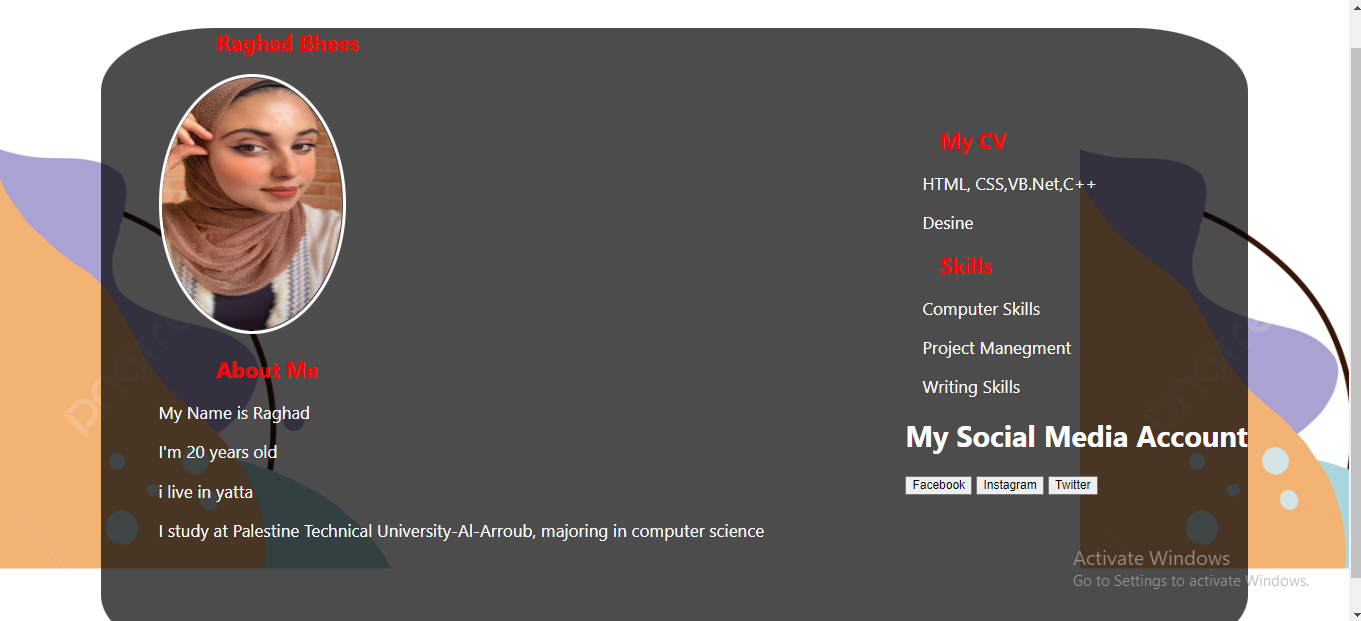 Raghad Bhees
About Me
My Name is Raghad
I'm 20 years old
i live in yatta
I study at Palestine Technical University-Al-Arroub, majoring in computer science
My CV
HTML, CSS,VB.Net,C++
Desine
Skills
Computer Skills
Project Manegment
Writing Skills
My Social Media Account
Facebook Instagram Twitter
Activate Windows
Go to Settings to activate Windows.